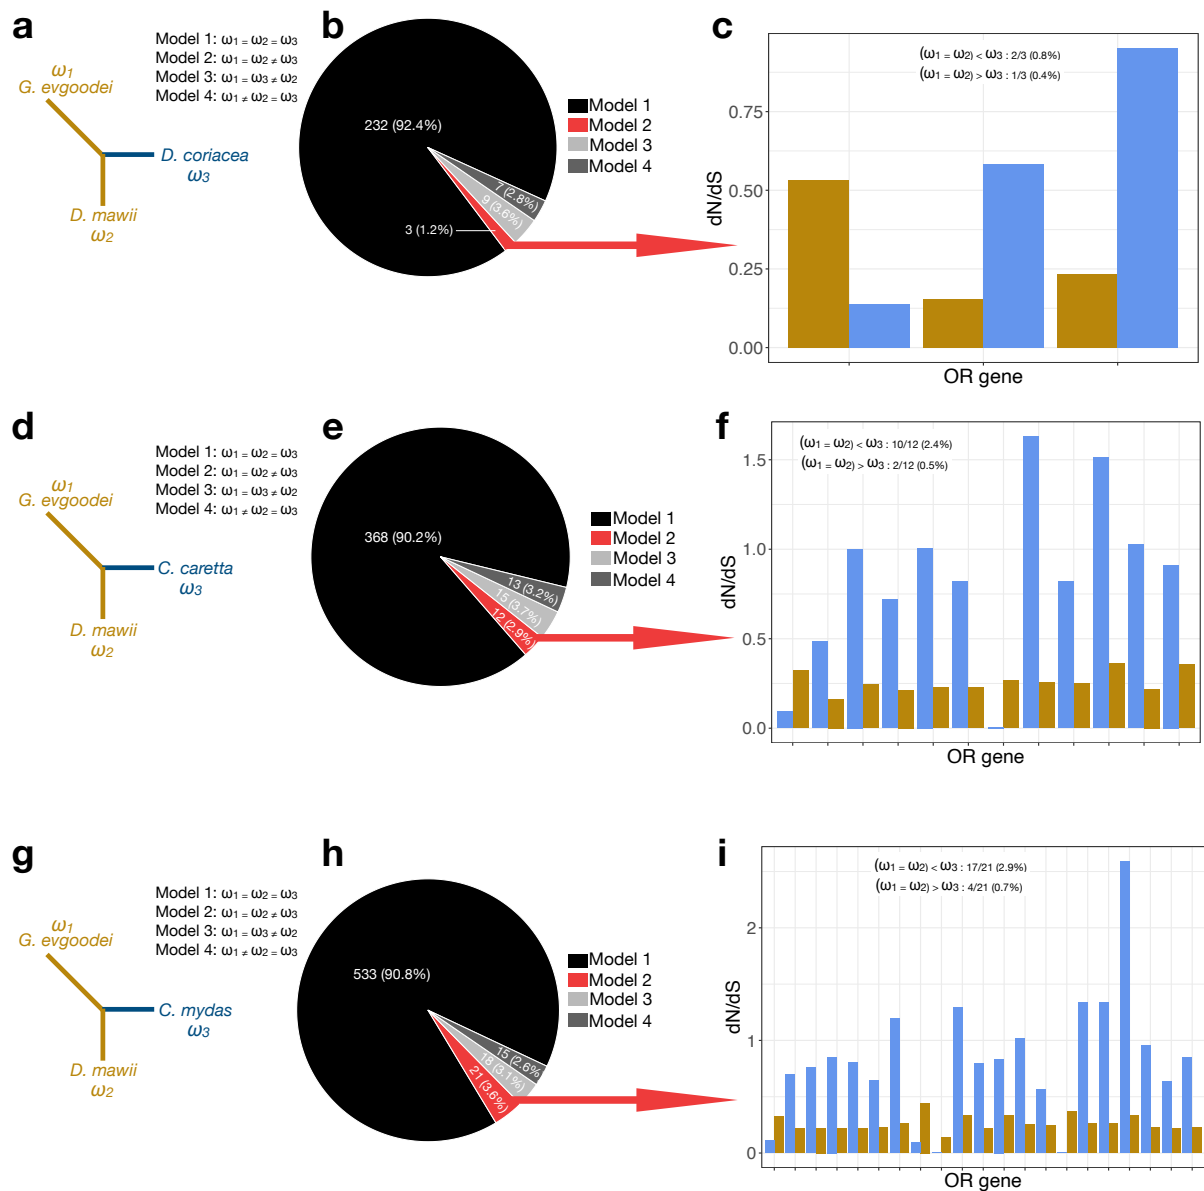 a
ω1
G. evgoodei
D. coriacea
ω3
D. mawii
ω2
Model 1: ω1 = ω2 = ω3
Model 2: ω1 = ω2 ≠ ω3
Model 3: ω1 = ω3 ≠ ω2
Model 4: ω1 ≠ ω2 = ω3
b
232 (92.4%)
7 (2.8%)
9 (3.6%)
3 (1.2%)
Model 1
Model 2
Model 3
Model 4
c
(ω1 = ω2) < ω3 : 2/3 (0.8%)
(ω1 = ω2) > ω3 : 1/3 (0.4%)
dN/dS
0.75
0.50
0.25
0.00
OR gene
d
ω1
G. evgoodei
C. caretta
ω3
D. mawii
ω2
Model 1: ω1 = ω2 = ω3
Model 2: ω1 = ω2 ≠ ω3
Model 3: ω1 = ω3 ≠ ω2
Model 4: ω1 ≠ ω2 = ω3
e
368 (90.2%)
13 (3.2%)
15 (3.7%)
12 (2.9%)
Model 1
Model 2
Model 3
Model 4
f
(ω1 = ω2) < ω3 : 10/12 (2.4%)
(ω1 = ω2) > ω3 : 2/12 (0.5%)
dN/dS
1.5
1.0
0.5
0.0
OR gene
g
ω1
G. evgoodei
C. mydas
ω3
D. mawii
ω2
Model 1: ω1 = ω2 = ω3
Model 2: ω1 = ω2 ≠ ω3
Model 3: ω1 = ω3 ≠ ω2
Model 4: ω1 ≠ ω2 = ω3
h
533 (90.8%)
15 (2.6%)
18 (3.1%)
21 (3.6%)
Model 1
Model 2
Model 3
Model 4
i
(ω1 = ω2) < ω3 : 17/21 (2.9%)
(ω1 = ω2) > ω3 : 4/21 (0.7%)
dN/dS
2
1
0
OR gene